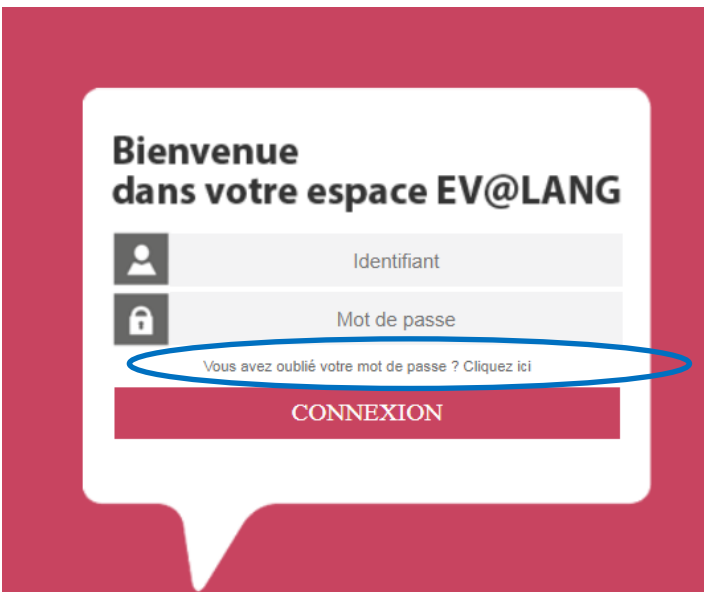 Bienvenue
dans votre espace EV@LANG
Identifiant
Mot de passe
Vous avez oublié votre mot de passe ? Cliquez ici
CONNEXION